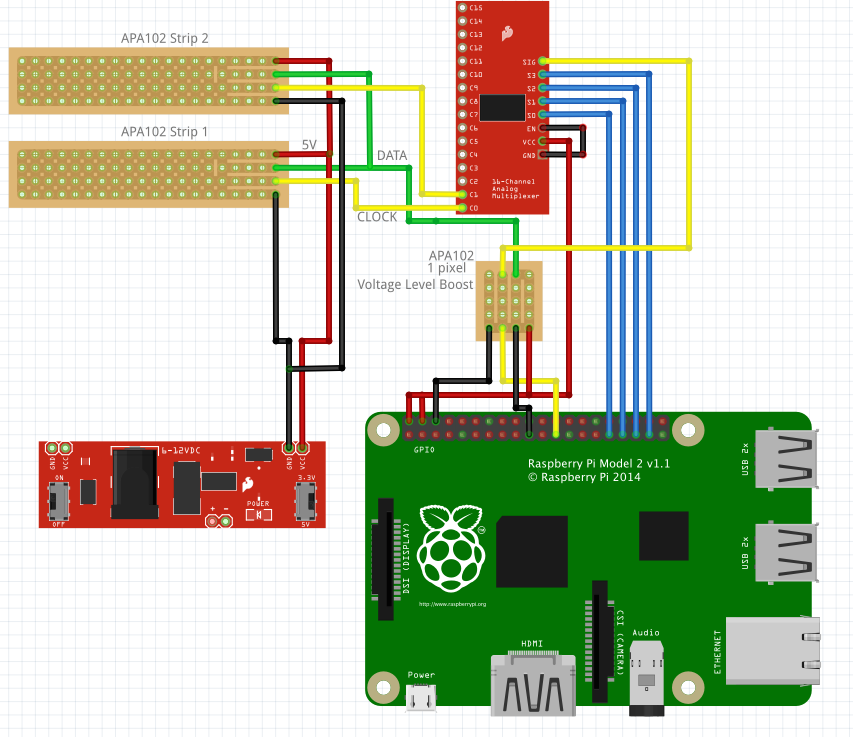 APA102 Strip 2
APA102 Strip 1
5V
DATA
CLOCK
C15
C14
C13
C12
C11
C10
C9
C8
C7
C6
C5
C4
C3
C2
C1
C0
SIG
S3
S2
S1
S0
EN
VCC
GND
16-Channel
Analog
Multiplexer
APA102
1 pixel
Voltage Level Boost
GND
VCC
6-12VDC
GND
VCC
ON
OFF
3.3V
5V
POWER
+ -
GPIO
Raspberry Pi Model 2 v1.1
© Raspberry Pi 2014
USB 2x
USB 2x
DSI (DISPLAY)
http://www.raspberrypi.org
CSI (CAMERA)
Audio
ETHERNET
HDMI
Power